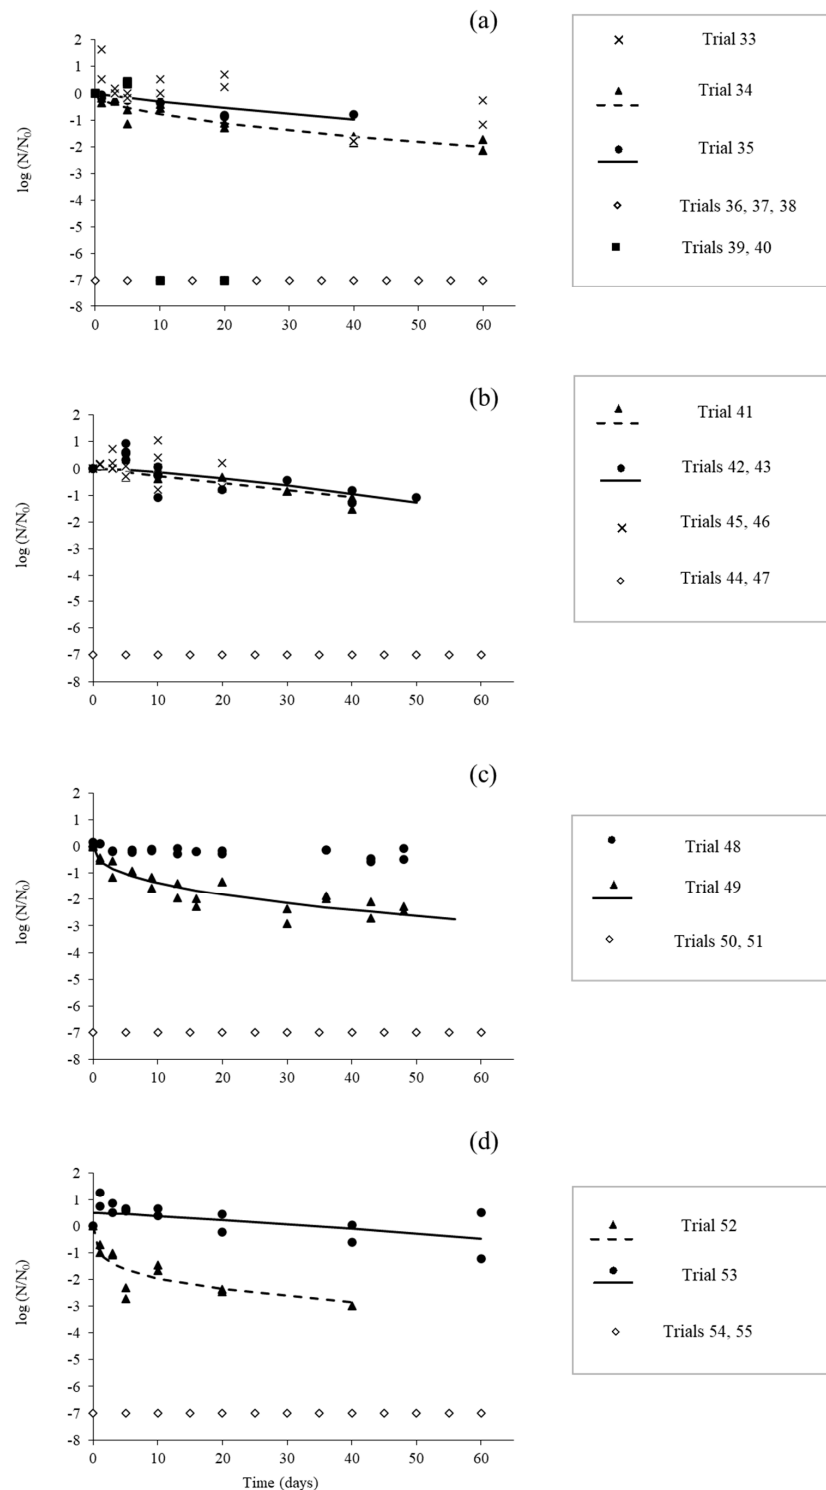 (a)
2
1
0
-1
-2
-3
-4
-5
-6
-7
-8
log (N/N0)
0 10 20 30 40 50 60
Trial 33
Trial 34
Trial 35
Trials 36, 37, 38
Trials 39, 40
(b)
2
1
0
-1
-2
-3
-4
-5
-6
-7
-8
log (N/N0)
0 10 20 30 40 50 60
Trial 41
Trials 42, 43
Trials 45, 46
Trials 44, 47
(c)
2
1
0
-1
-2
-3
-4
-5
-6
-7
-8
log (N/N0)
0 10 20 30 40 50 60
Trial 48
Trial 49
Trials 50, 51
(d)
2
1
0
-1
-2
-3
-4
-5
-6
-7
-8
log (N/N0)
0 10 20 30 40 50 60
Time (days)
Trial 52
Trial 53
Trials 54, 55